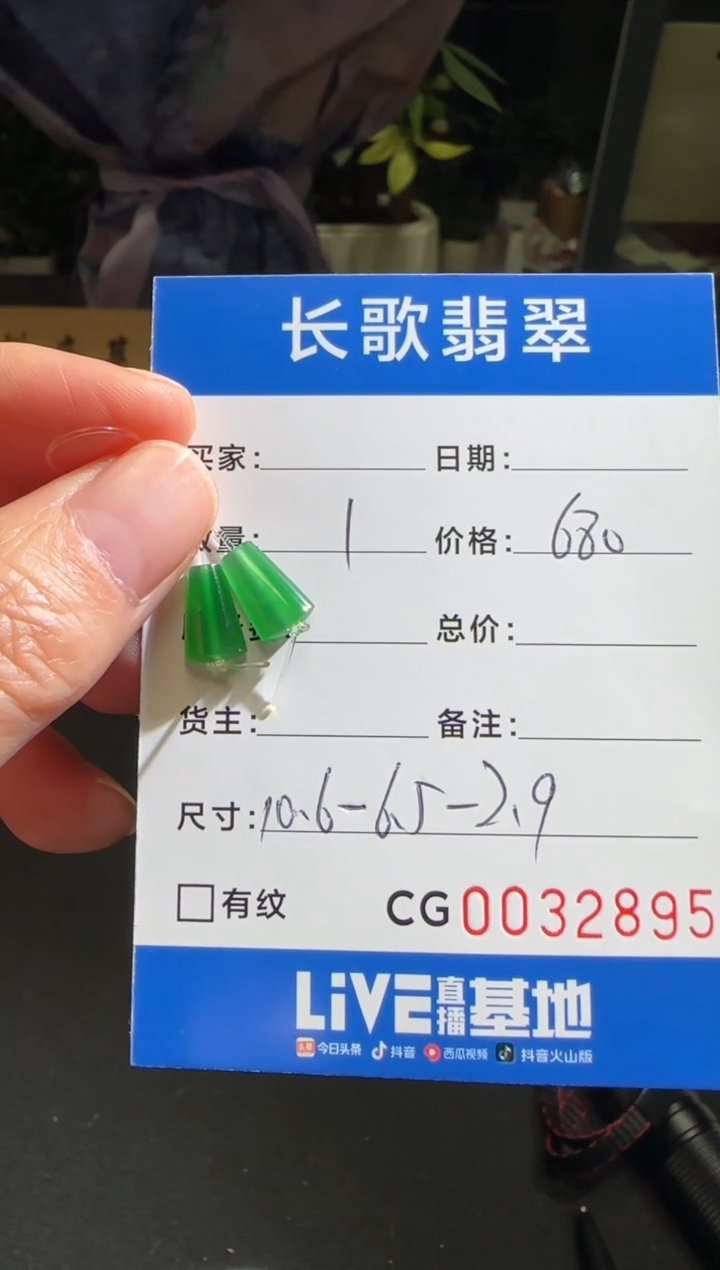 长歌翡翠
买家: 日期:
量: 1 价格: 680
总价:
货主: 备注:
尺寸: 10.6-6.5-2.9
有纹 CG0032895
LiVE直播基地
头条 今日头条 抖音 西瓜视频 抖音火山版